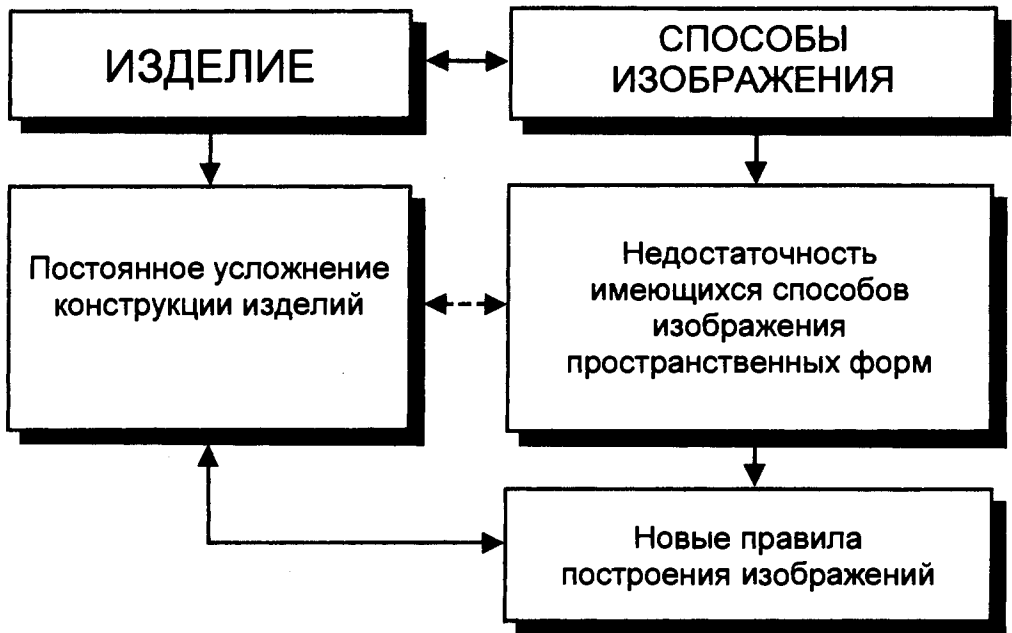 ИЗДЕЛИЕ
СПОСОБЫ
ИЗОБРАЖЕНИЯ
Постоянное усложнение
конструкции изделий
Недостаточность
имеющихся способов
изображения
пространственных форм
Новые правила
построения изображений